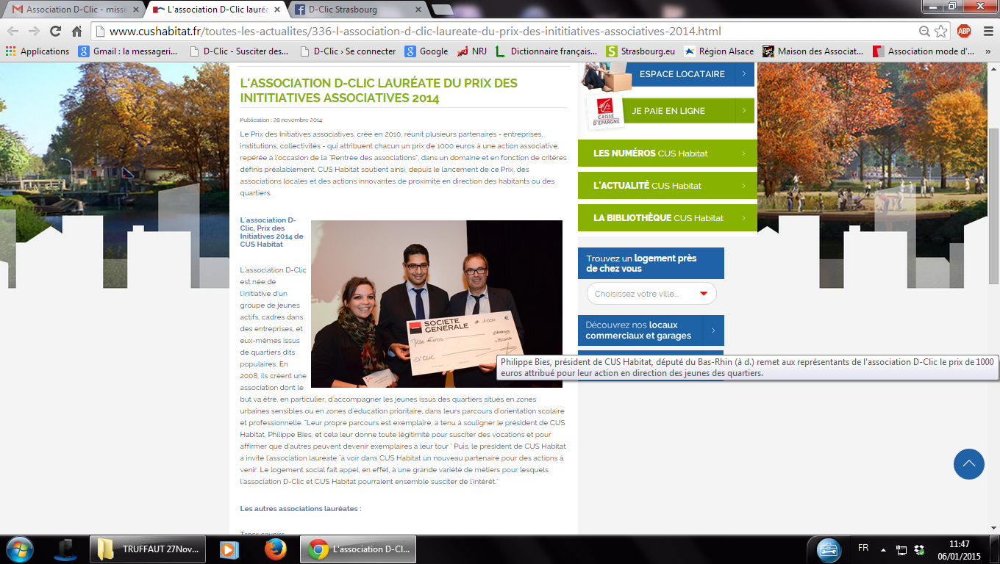 Association D-Clic - missi
L'association D-Clic lauréa
D-Clic Strasbourg
www.cushabitat.fr/toutes-les-actualites/336-l-association-d-clic-laureate-du-prix-des-inititiatives-associatives-2014.html
ABP
Applications
Gmail : la messageri...
D-Clic - Susciter des...
D-Clic › Se connecter
Google
NRJ
Dictionnaire français...
Strasbourg.eu
Région Alsace
Maison des Associat...
Association mode d'...
»
L'ASSOCIATION D-CLIC LAURÉATE DU PRIX DES
INITITIATIVES ASSOCIATIVES 2014
Publication : 28 novembre 2014
Le Prix des Initiatives associatives, créé en 2010, réunit plusieurs partenaires - entreprises,
institutions, collectivités - qui attribuent chacun un prix de 1000 euros à une action associative,
repérée à l'occasion de la "Rentrée des associations", dans un domaine et en fonction de critères
définis préalablement. CUS Habitat soutient ainsi, depuis le lancement de ce Prix, des
associations locales et des actions innovantes de proximité en direction des habitants ou des
quartiers.
L'association D-
Clic, Prix des
Initiatives 2014 de
CUS Habitat
L'association D-Clic
est née de
l'initiative d'un
groupe de jeunes
actifs, cadres dans
des entreprises, et
eux-mêmes issus
de quartiers dits
populaires. En
2008, ils créent une
association dont le
but va être, en particulier, d'accompagner les jeunes issus des quartiers situés en zones
urbaines sensibles ou en zones d'éducation prioritaire, dans leurs parcours d'orientation scolaire
et professionnelle. "Leur propre parcours est exemplaire, a tenu à souligner le président de CUS
Habitat, Philippe Bies, et cela leur donne toute légitimité pour susciter des vocations et pour
affirmer que d'autres peuvent devenir exemplaires à leur tour." Puis, le président de CUS Habitat
a invité l'association lauréate "à voir dans CUS Habitat un nouveau partenaire pour des actions à
venir. Le logement social fait appel, en effet, à une grande variété de métiers pour lesquels
l'association D-Clic et CUS Habitat pourraient ensemble susciter de l'intérêt."
Les autres associations lauréates :
SOCIETE
GENERALE
# 1000 €
Mille Euros
D'CLIC
Philippe Bies, président de CUS Habitat, député du Bas-Rhin (à d.) remet aux représentants de l'association D-Clic le prix de 1000
euros attribué pour leur action en direction des jeunes des quartiers.
ESPACE LOCATAIRE
CAISSE
D'EPARGNE
JE PAIE EN LIGNE
LES NUMÉROS CUS Habitat
L'ACTUALITÉ CUS Habitat
LA BIBLIOTHÈQUE CUS Habitat
Trouvez un logement près
de chez vous
Choisissez votre ville...
Découvrez nos locaux
commerciaux et garages
TRUFFAUT 27Nov...
L'association D-Cl...
FR
11:47
06/01/2015